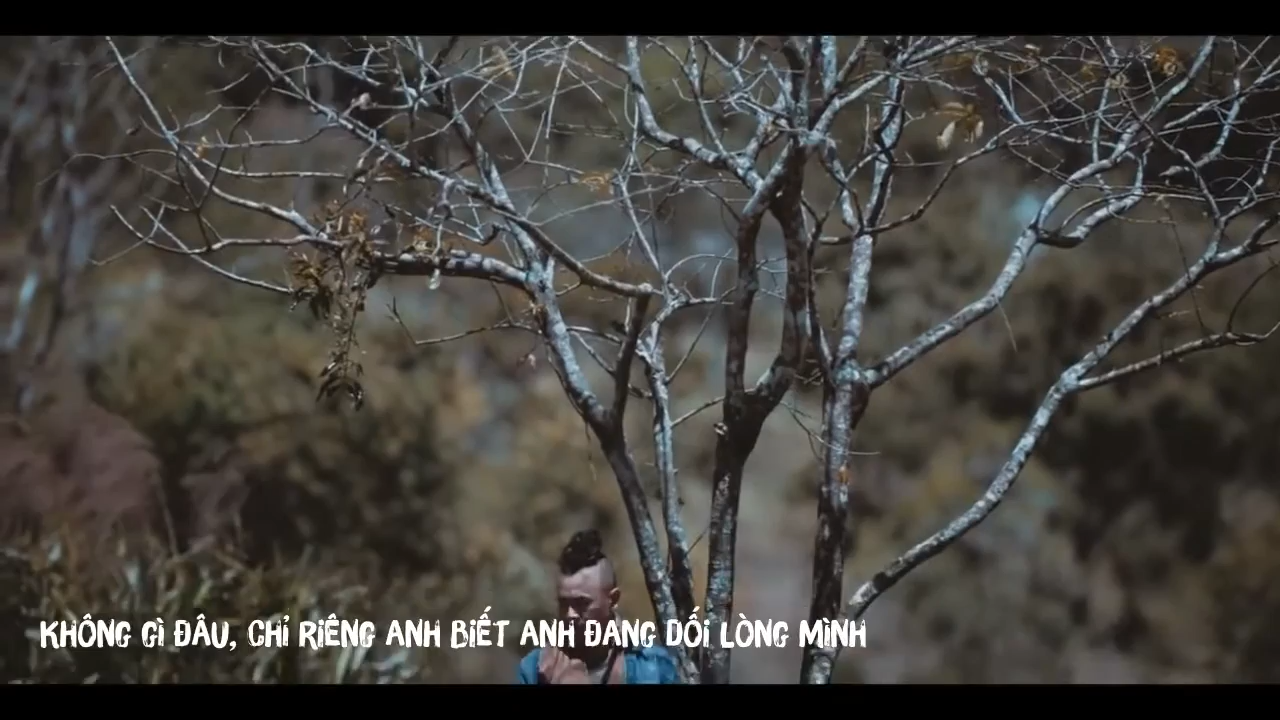 KHÔNG GÌ ĐÂU, CHỈ RIÊNG ANH BIẾT ANH ĐANG DỐI LÒNG MÌNH